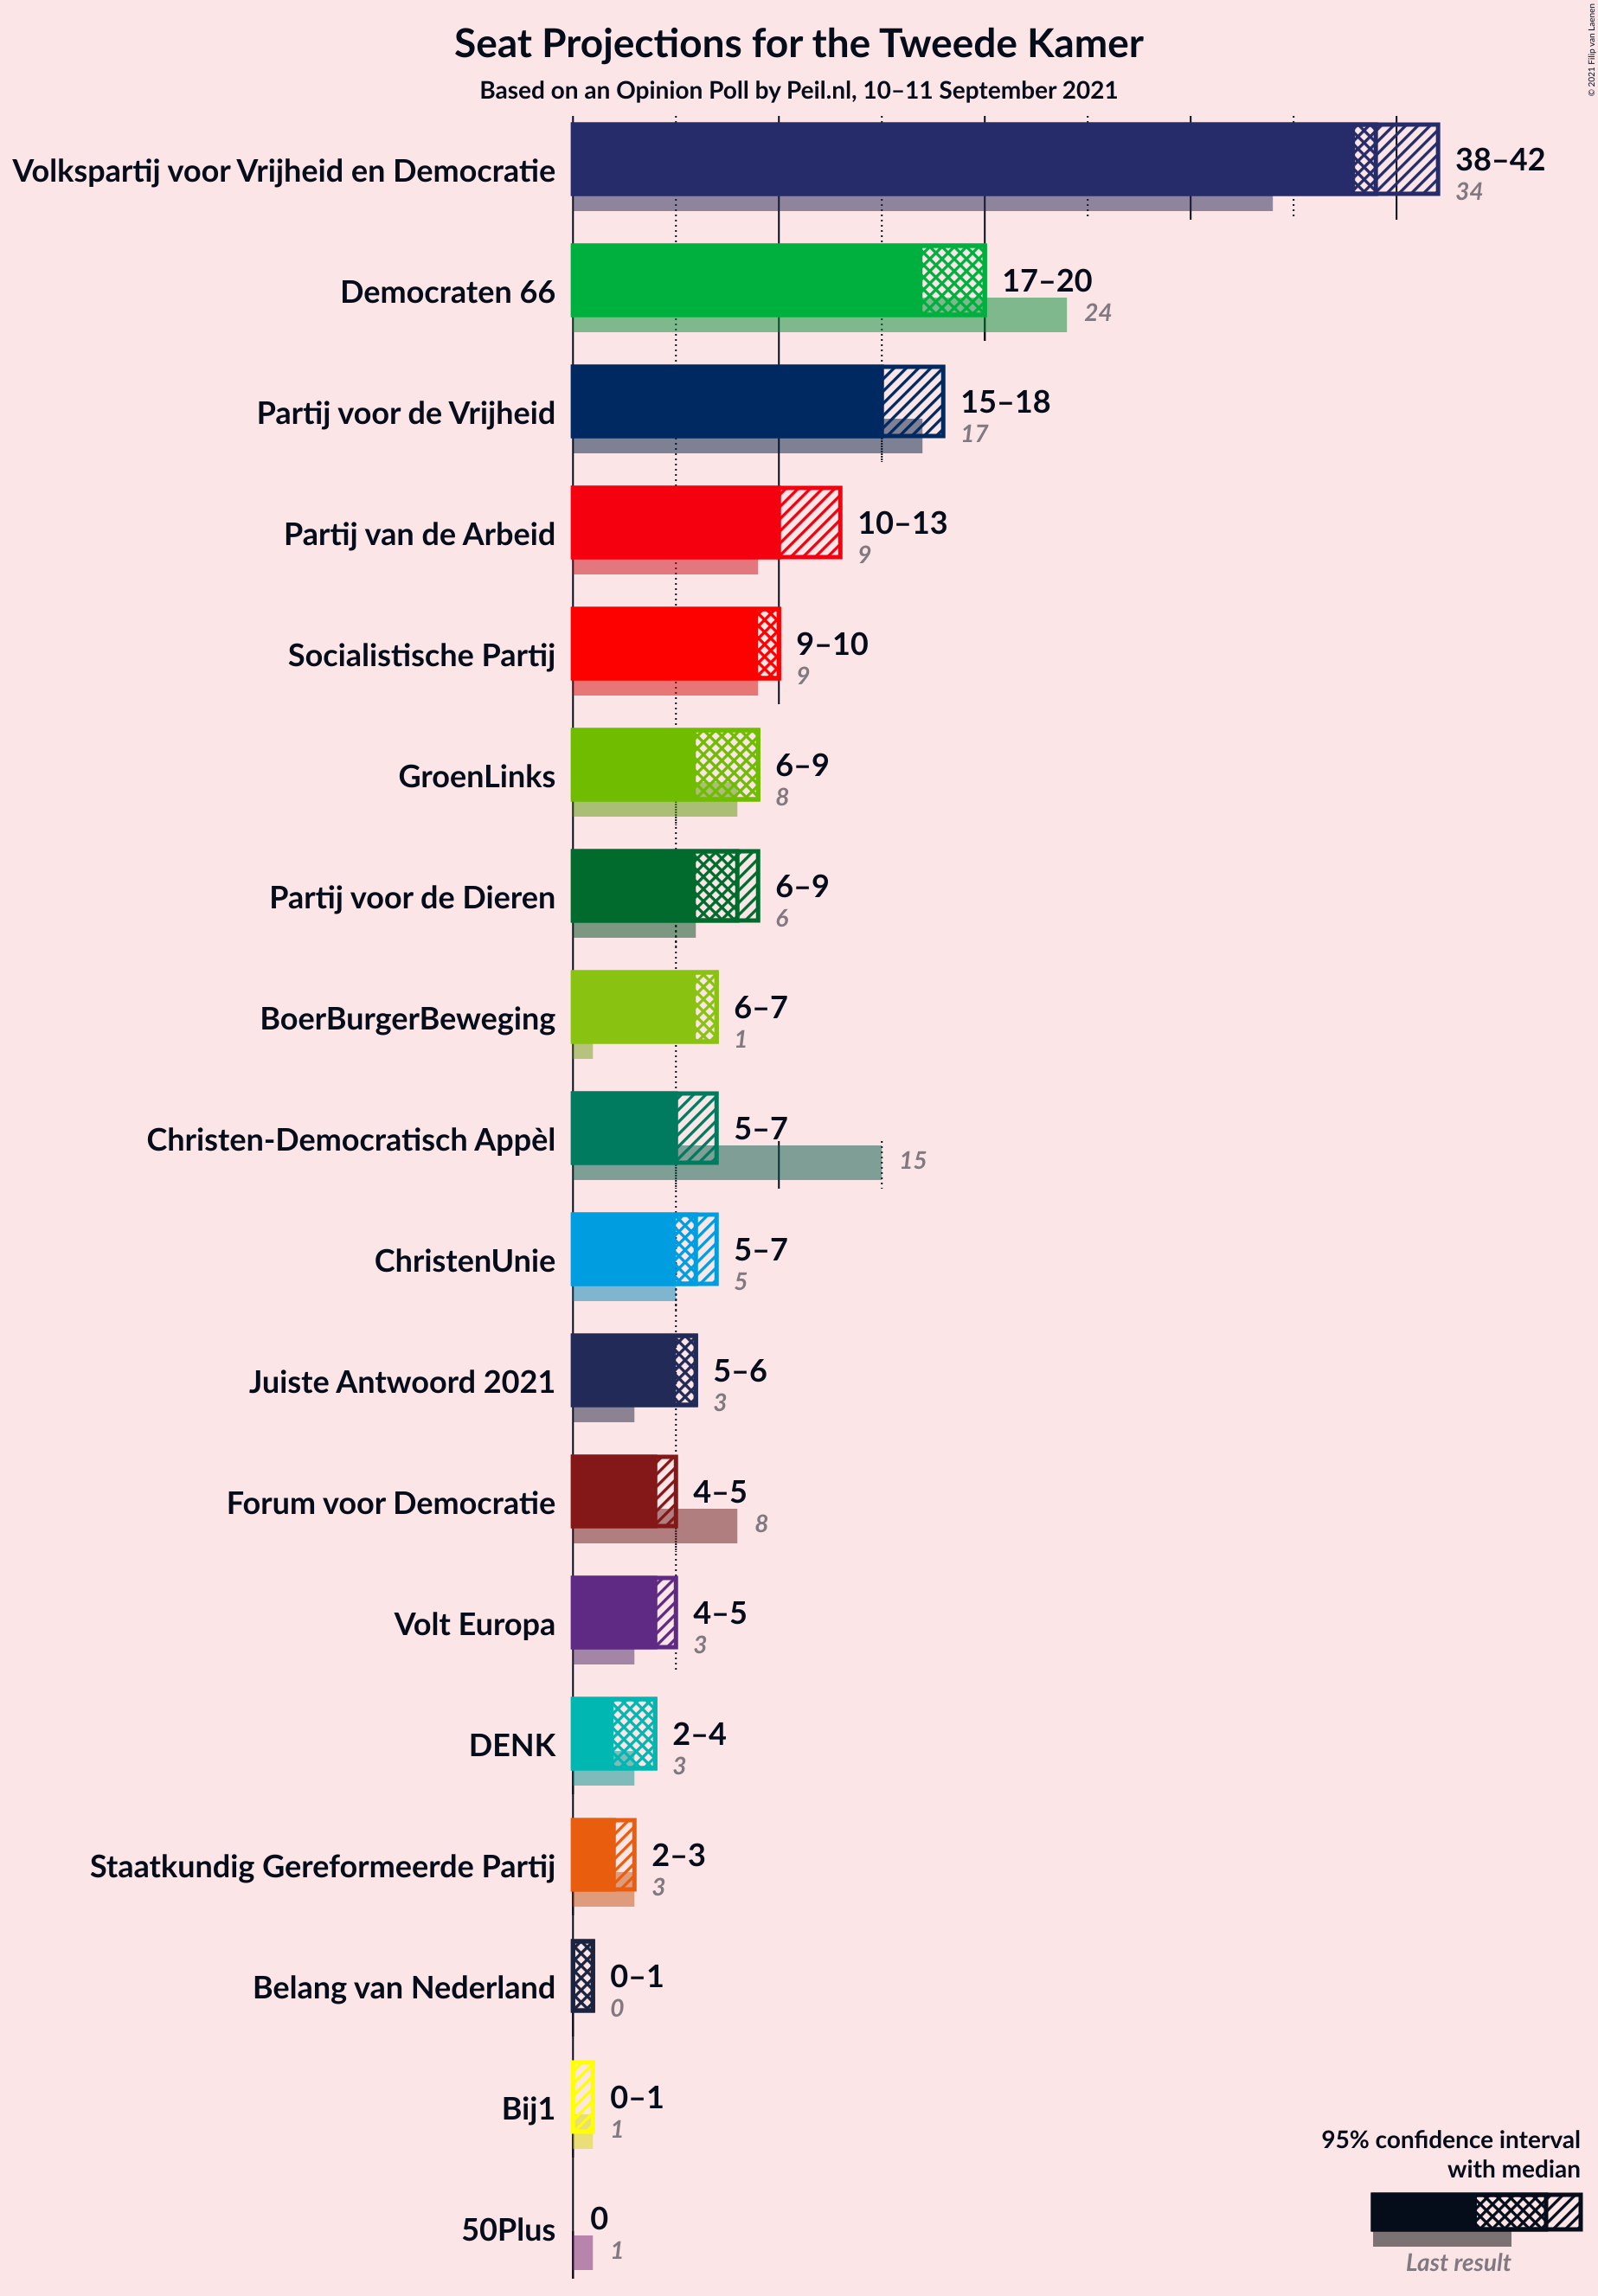 Seat Projections for the Tweede Kamer
Based on an Opinion Poll by Peil.nl, 10–11 September 2021
© 2021 Filip van Laenen
Volkspartij voor Vrijheid en Democratie
38–42
34
Democraten 66
17–20
24
Partij voor de Vrijheid
15–18
17
Partij van de Arbeid
10–13
9
Socialistische Partij
9–10
9
GroenLinks
6–9
8
Partij voor de Dieren
6–9
6
BoerBurgerBeweging
6–7
1
Christen-Democratisch Appèl
5–7
15
ChristenUnie
5–7
5
Juiste Antwoord 2021
5–6
3
Forum voor Democratie
4–5
8
Volt Europa
4–5
3
DENK
2–4
3
Staatkundig Gereformeerde Partij
2–3
3
Belang van Nederland
0–1
0
Bij1
0–1
1
50Plus
0
1
95% confidence interval
with median
Last result